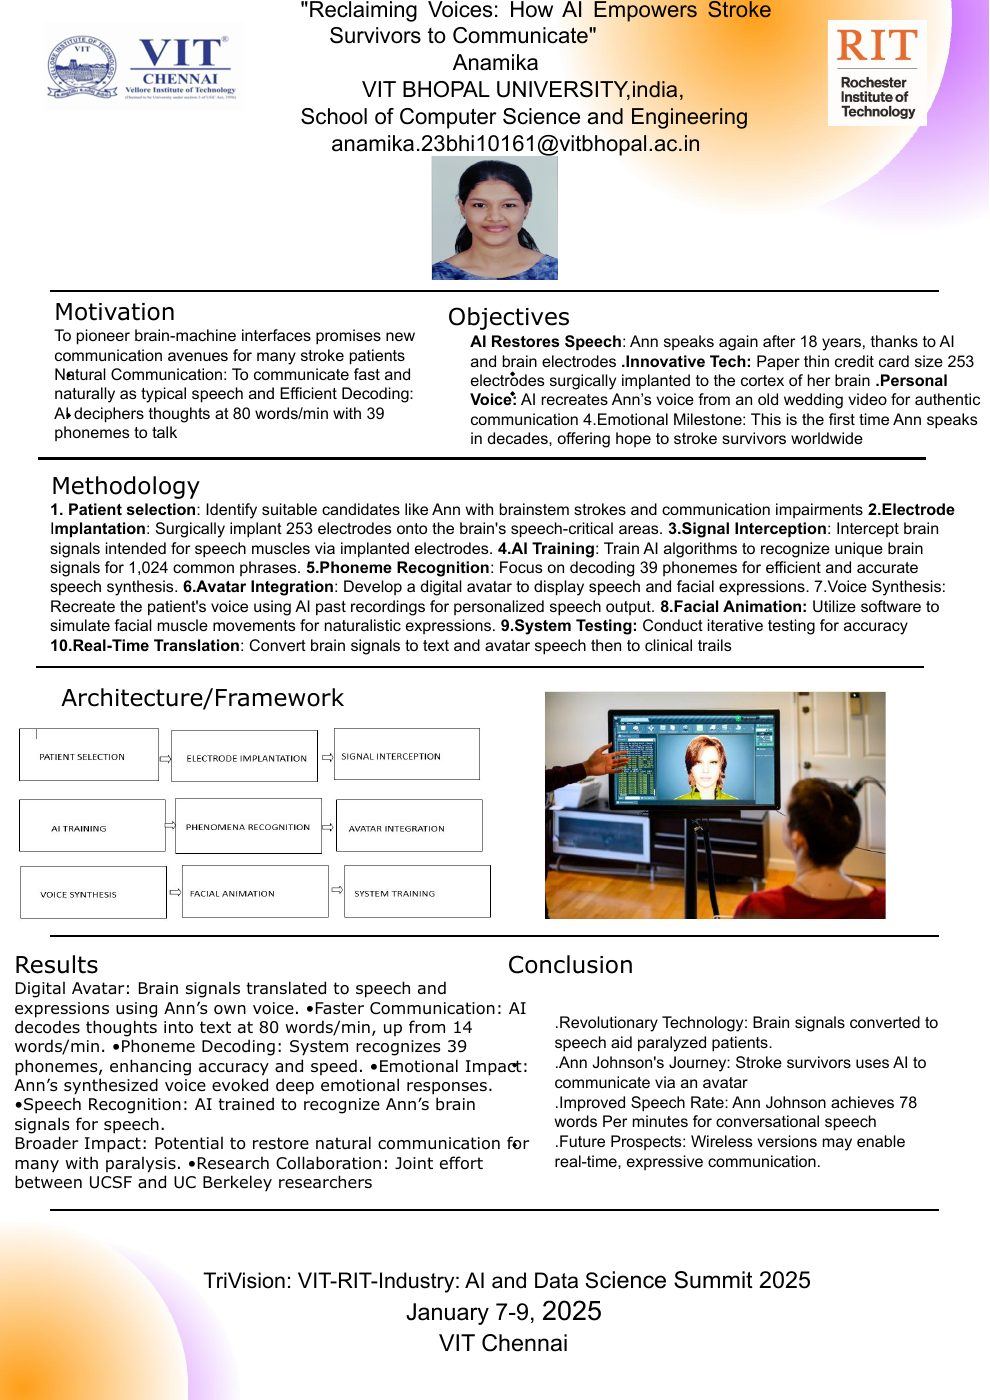 "Reclaiming Voices: How AI Empowers Stroke
Survivors to Communicate"
Anamika
VIT BHOPAL UNIVERSITY,india,
School of Computer Science and Engineering
anamika.23bhi10161@vitbhopal.ac.in
VELLORE INSTITUTE OF TECHNOLOGY
VIT
VIT®
CHENNAI
Vellore Institute of Technology
(Deemed to be University under section 3 of UGC Act, 1956)
RIT
Rochester
Institute of
Technology
Motivation
To pioneer brain-machine interfaces promises new
communication avenues for many stroke patients
Natural Communication: To communicate fast and
naturally as typical speech and Efficient Decoding:
AI deciphers thoughts at 80 words/min with 39
phonemes to talk
Objectives
AI Restores Speech: Ann speaks again after 18 years, thanks to AI
and brain electrodes .Innovative Tech: Paper thin credit card size 253
electrodes surgically implanted to the cortex of her brain .Personal
Voice: AI recreates Ann’s voice from an old wedding video for authentic
communication 4.Emotional Milestone: This is the first time Ann speaks
in decades, offering hope to stroke survivors worldwide
Methodology
1. Patient selection: Identify suitable candidates like Ann with brainstem strokes and communication impairments 2.Electrode
Implantation: Surgically implant 253 electrodes onto the brain's speech-critical areas. 3.Signal Interception: Intercept brain
signals intended for speech muscles via implanted electrodes. 4.AI Training: Train AI algorithms to recognize unique brain
signals for 1,024 common phrases. 5.Phoneme Recognition: Focus on decoding 39 phonemes for efficient and accurate
speech synthesis. 6.Avatar Integration: Develop a digital avatar to display speech and facial expressions. 7.Voice Synthesis:
Recreate the patient's voice using AI past recordings for personalized speech output. 8.Facial Animation: Utilize software to
simulate facial muscle movements for naturalistic expressions. 9.System Testing: Conduct iterative testing for accuracy
10.Real-Time Translation: Convert brain signals to text and avatar speech then to clinical trails
Architecture/Framework
PATIENT SELECTION
ELECTRODE IMPLANTATION
SIGNAL INTERCEPTION
AI TRAINING
PHENOMENA RECOGNITION
AVATAR INTEGRATION
VOICE SYNTHESIS
FACIAL ANIMATION
SYSTEM TRAINING
Results
Digital Avatar: Brain signals translated to speech and
expressions using Ann’s own voice. •Faster Communication: AI
decodes thoughts into text at 80 words/min, up from 14
words/min. •Phoneme Decoding: System recognizes 39
phonemes, enhancing accuracy and speed. •Emotional Impact:
Ann’s synthesized voice evoked deep emotional responses.
•Speech Recognition: AI trained to recognize Ann’s brain
signals for speech.
Broader Impact: Potential to restore natural communication for
many with paralysis. •Research Collaboration: Joint effort
between UCSF and UC Berkeley researchers
Conclusion
.Revolutionary Technology: Brain signals converted to
speech aid paralyzed patients.
.Ann Johnson's Journey: Stroke survivors uses AI to
communicate via an avatar
.Improved Speech Rate: Ann Johnson achieves 78
words Per minutes for conversational speech
.Future Prospects: Wireless versions may enable
real-time, expressive communication.
TriVision: VIT-RIT-Industry: AI and Data Science Summit 2025
January 7-9, 2025
VIT Chennai